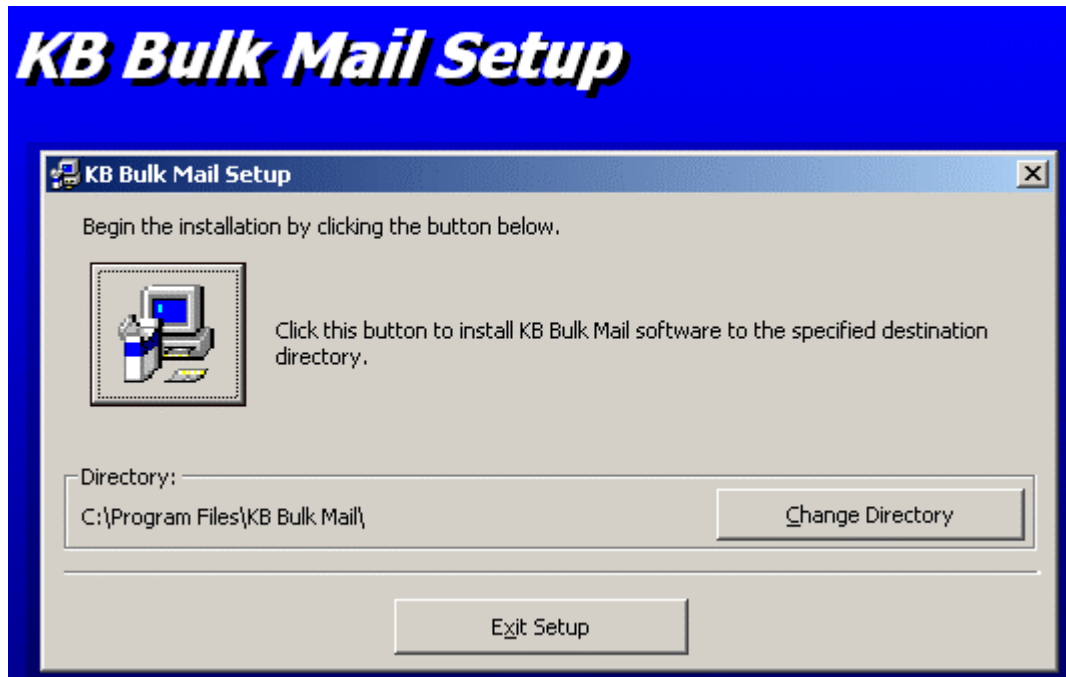 KB Bulk Mail Setup
KB Bulk Mail Setup
Begin the installation by clicking the button below.
Click this button to install KB Bulk Mail software to the specified destination
directory.
Directory:
C:\Program Files\KB Bulk Mail\
Change Directory
Exit Setup